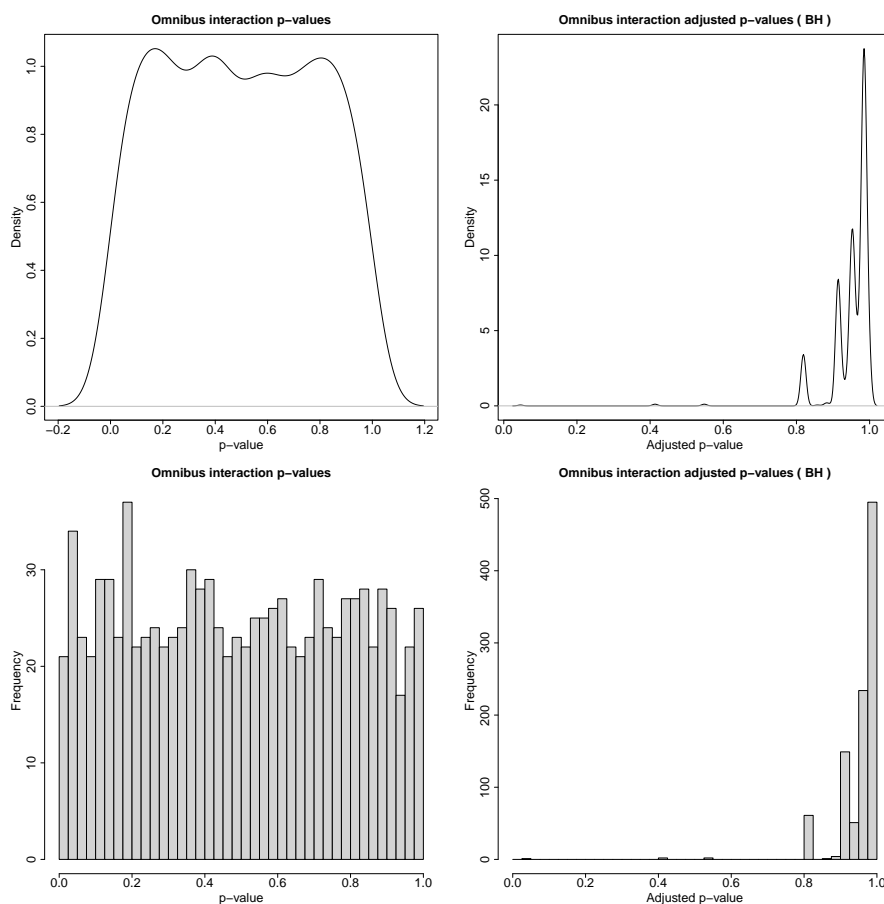 Omnibus interaction p−values
Density
0.0 0.2 0.4 0.6 0.8 1.0
−0.2 0.0 0.2 0.4 0.6 0.8 1.0 1.2
p−value
Omnibus interaction adjusted p−values ( BH )
Density
0 5 10 15 20
0.0 0.2 0.4 0.6 0.8 1.0
Adjusted p−value
Omnibus interaction p−values
Frequency
0 10 20 30
0.0 0.2 0.4 0.6 0.8 1.0
p−value
Omnibus interaction adjusted p−values ( BH )
Frequency
0 100 200 300 400 500
0.0 0.2 0.4 0.6 0.8 1.0
Adjusted p−value